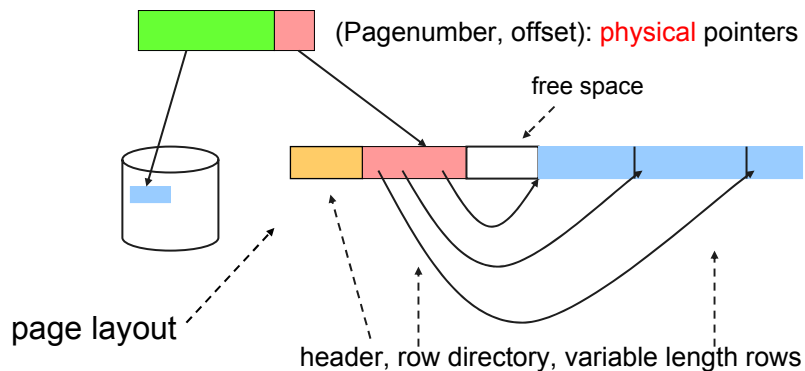 (Pagenumber, offset): physical pointers
free space
page layout
header, row directory, variable length rows